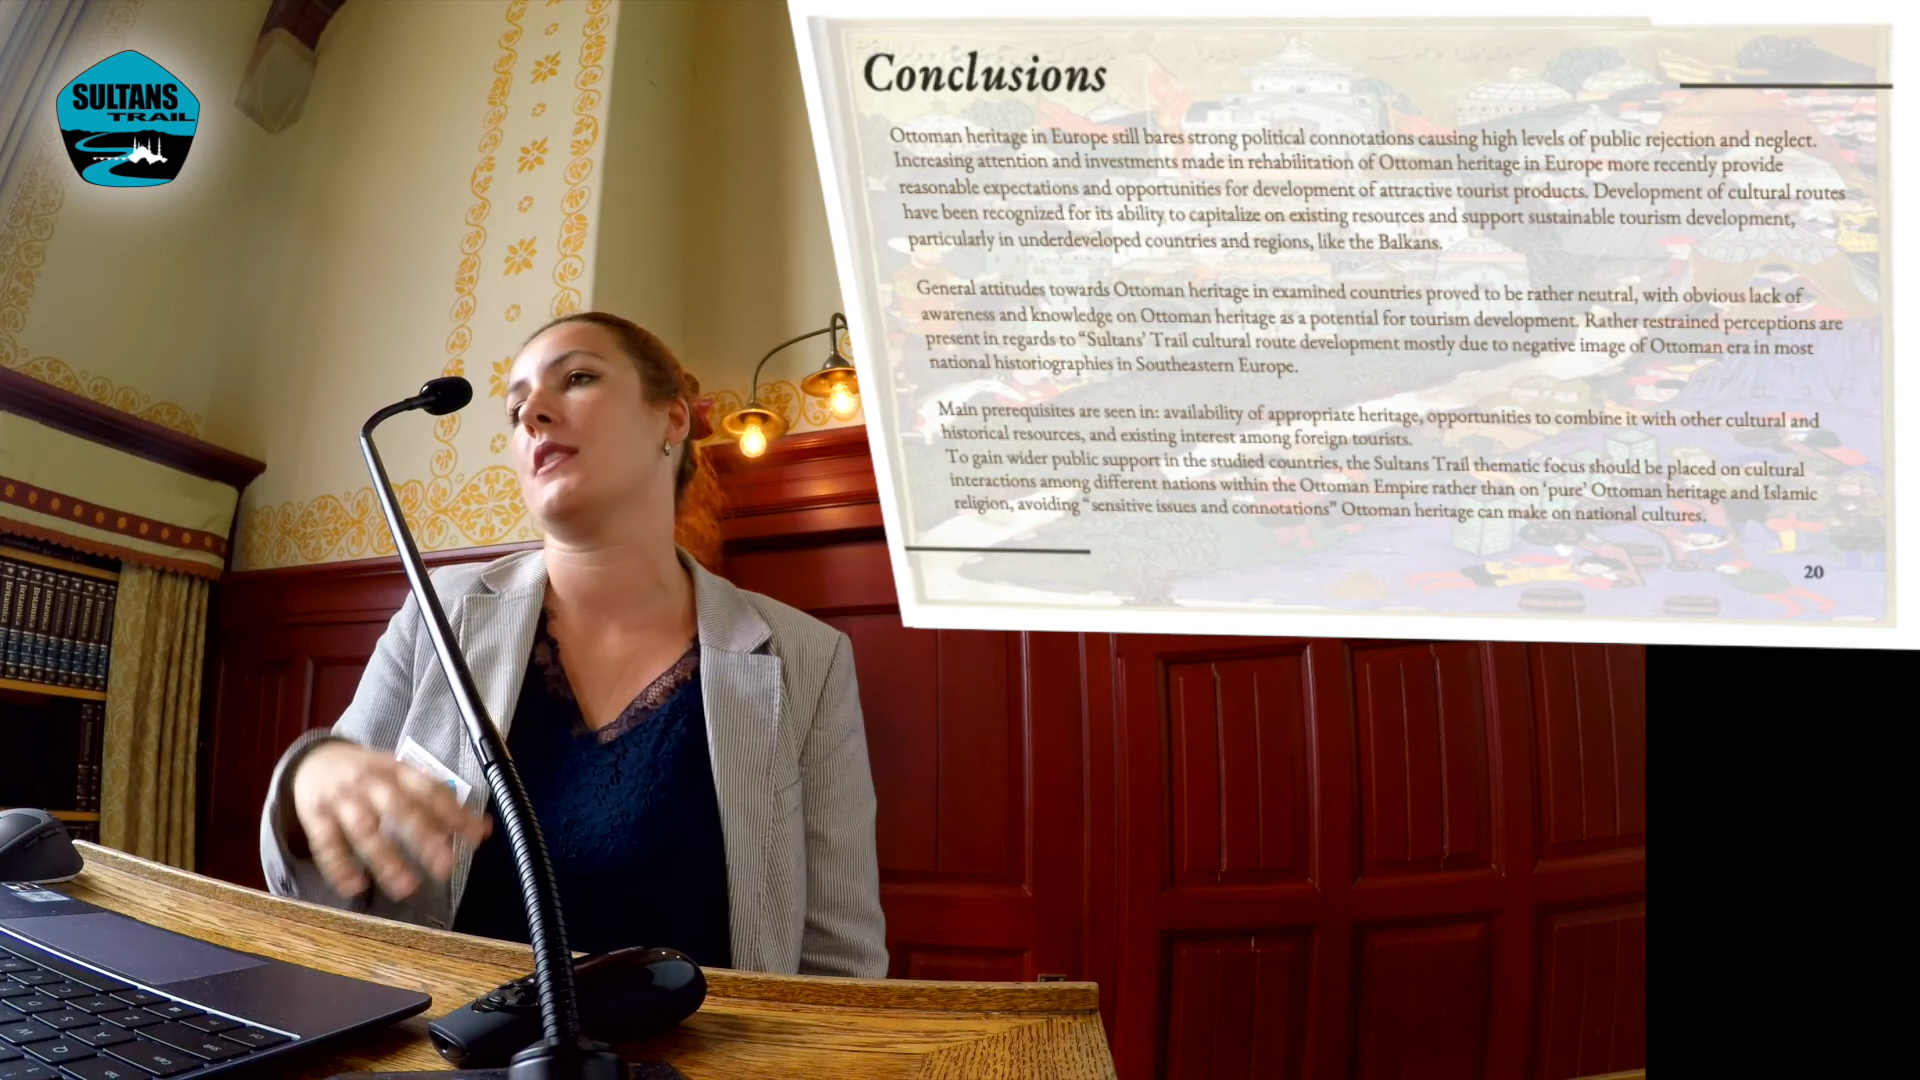 SULTANS
TRAIL
Conclusions
Ottoman heritage in Europe still bares strong political connotations causing high levels of public rejection and neglect.
Increasing attention and investments made in rehabilitation of Ottoman heritage in Europe more recently provide
reasonable expectations and opportunities for development of attractive tourist products. Development of cultural routes
have been recognized for its ability to capitalize on existing resources and support sustainable tourism development,
particularly in underdeveloped countries and regions, like the Balkans.
General attitudes towards Ottoman heritage in examined countries proved to be rather neutral, with obvious lack of
awareness and knowledge on Ottoman heritage as a potential for tourism development. Rather restrained perceptions are
present in regards to “Sultans’ Trail cultural route development mostly due to negative image of Ottoman era in most
national historiographies in Southeastern Europe.
Main prerequisites are seen in: availability of appropriate heritage, opportunities to combine it with other cultural and
historical resources, and existing interest among foreign tourists.
To gain wider public support in the studied countries, the Sultans Trail thematic focus should be placed on cultural
interactions among different nations within the Ottoman Empire rather than on ‘pure’ Ottoman heritage and Islamic
religion, avoiding “sensitive issues and connotations” Ottoman heritage can make on national cultures.
20